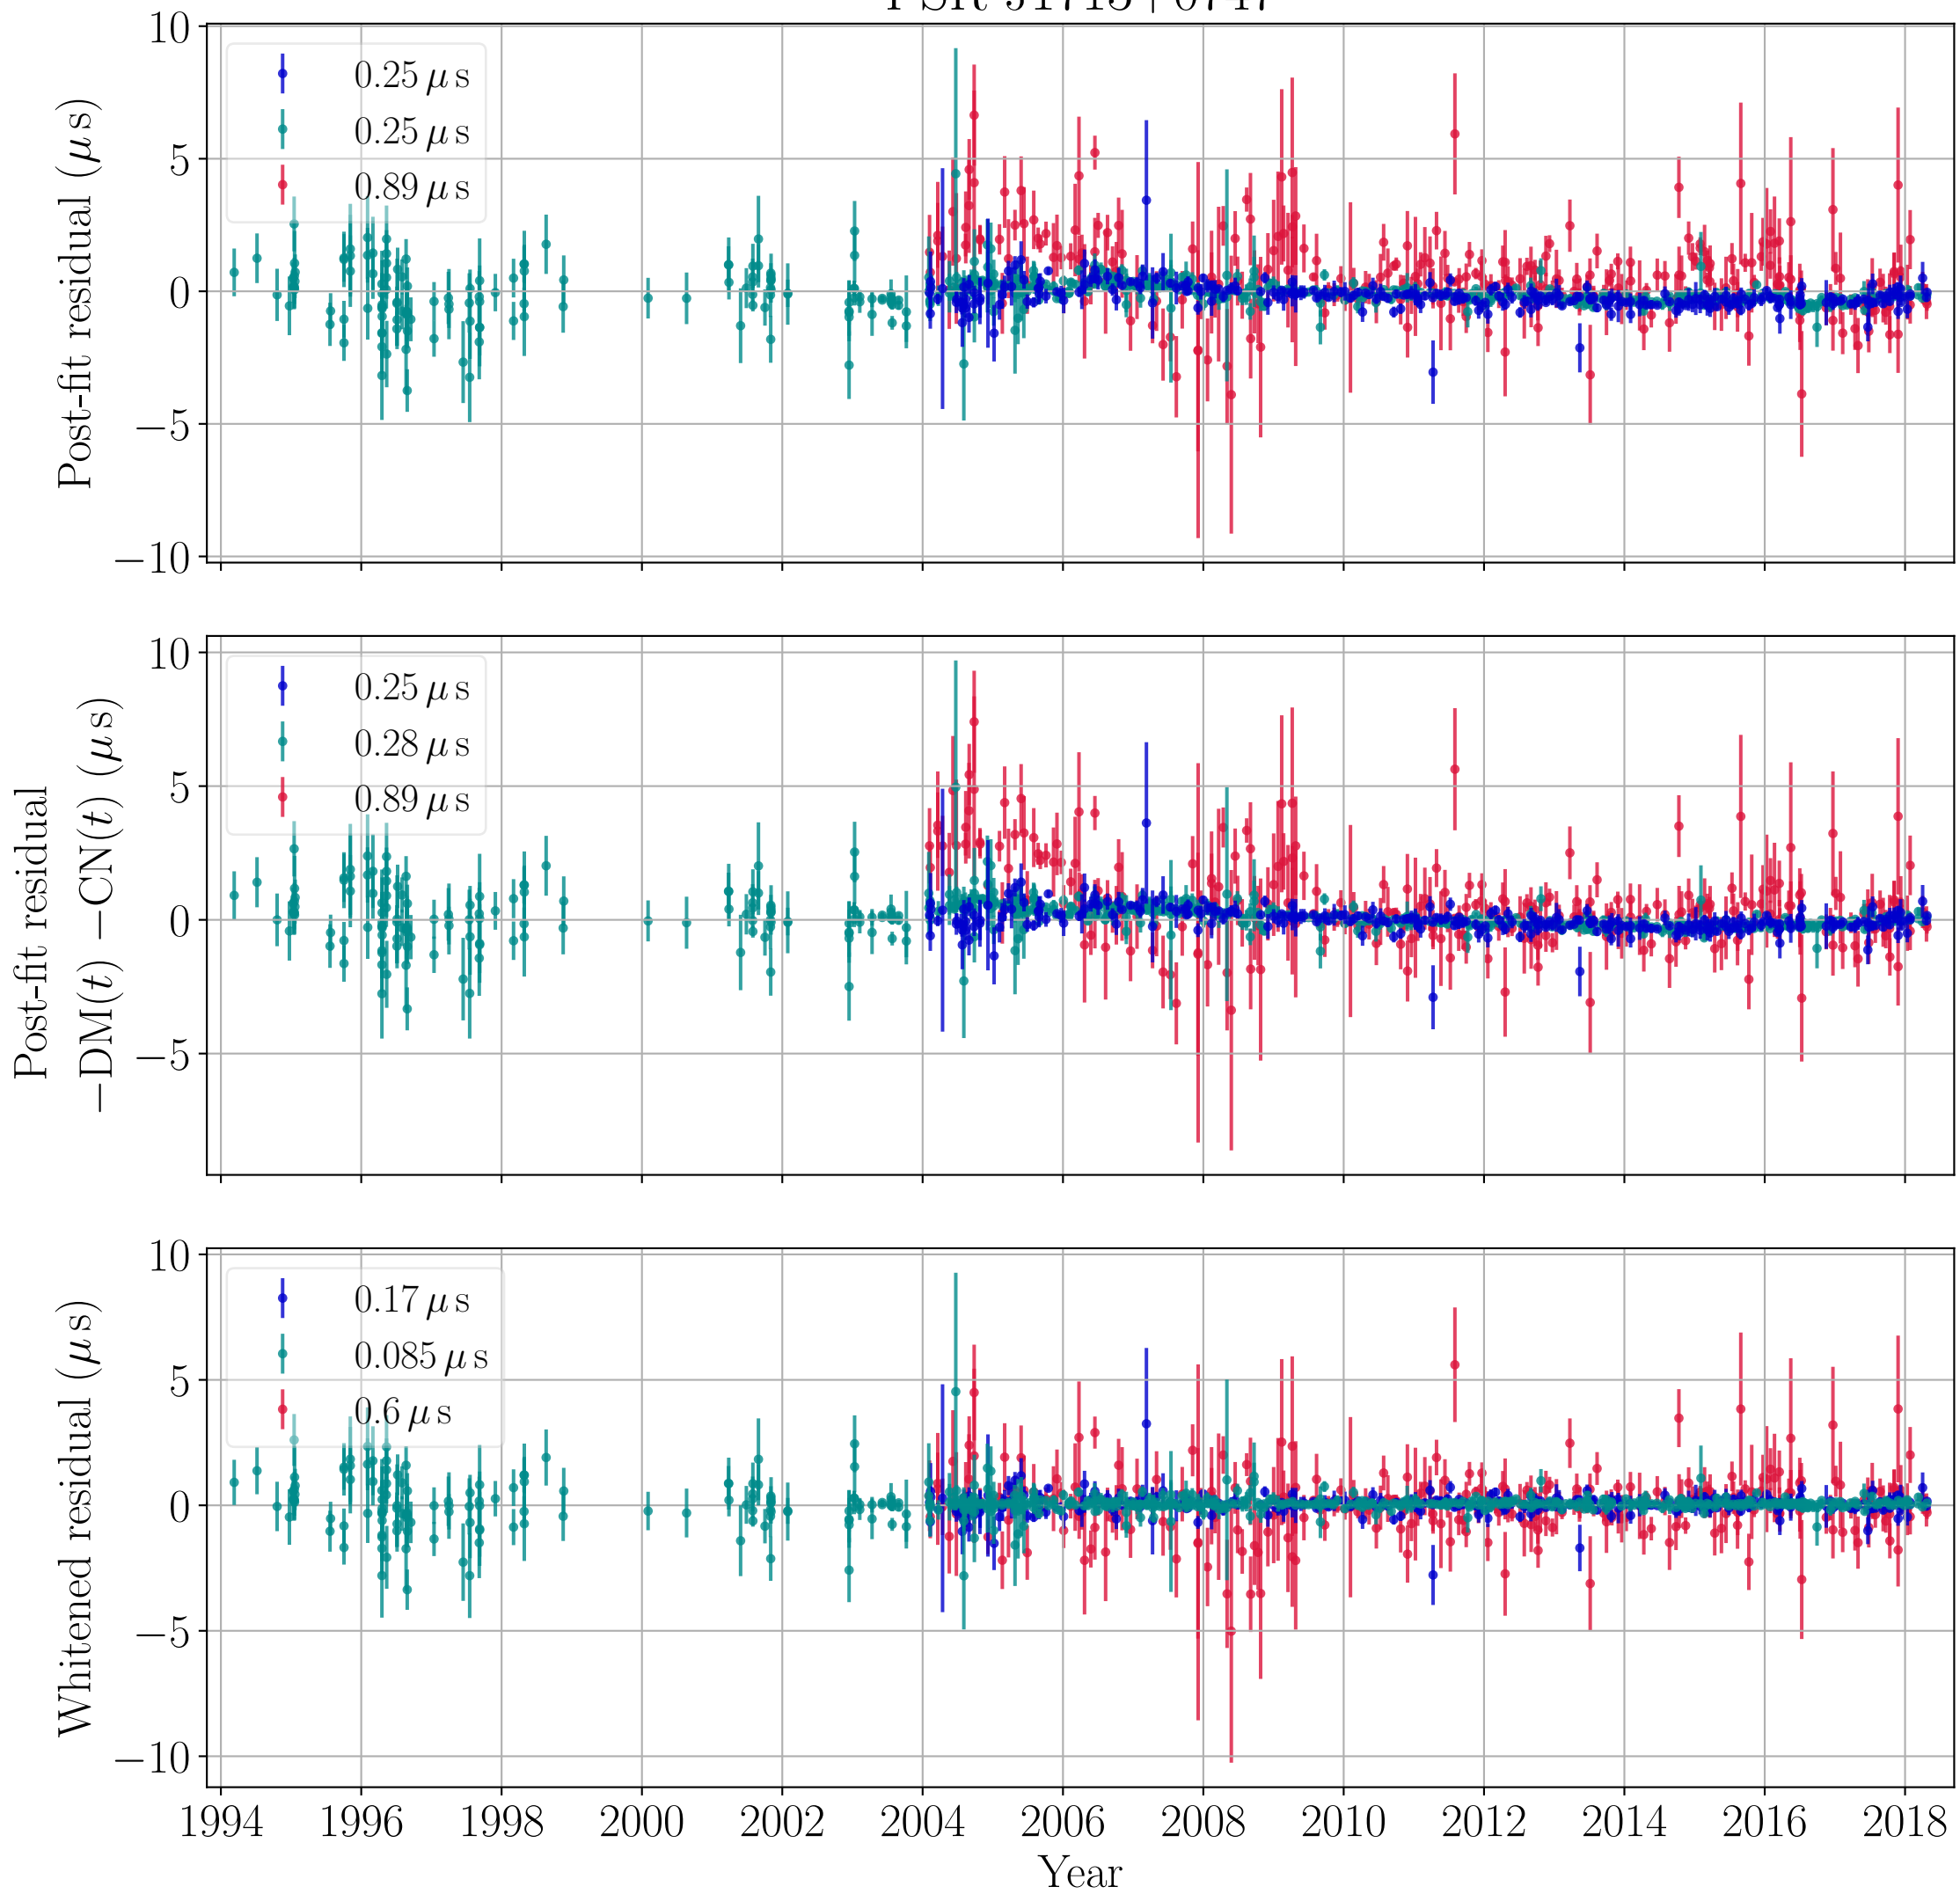 PSR J1713+0747
Post-fit residual (μs)
10
5
0
−5
−10
0.25 μs
0.25 μs
0.89 μs
Post-fit residual
−DM(t) −CN(t) (μs)
10
5
0
−5
0.25 μs
0.28 μs
0.89 μs
Whitened residual (μs)
10
5
0
−5
−10
0.17 μs
0.085 μs
0.6 μs
1994 1996 1998 2000 2002 2004 2006 2008 2010 2012 2014 2016 2018
Year